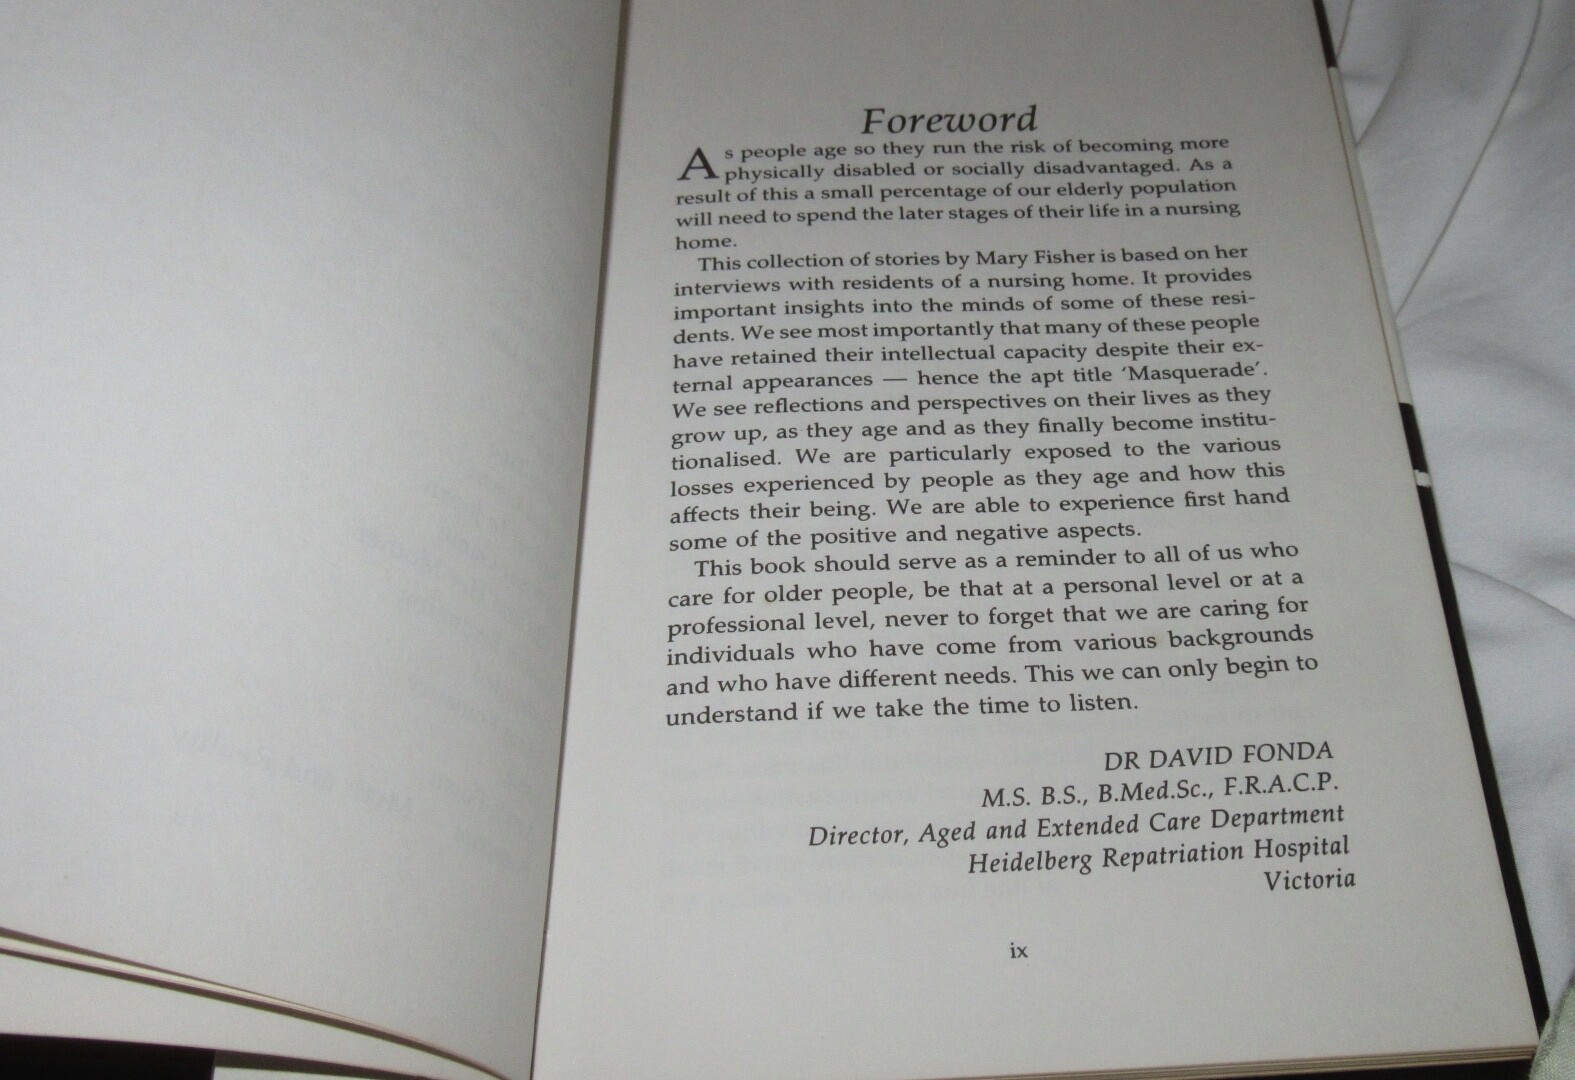 Foreword
As people age so they run the risk of becoming more
physically disabled or socially disadvantaged. As a
result of this a small percentage of our elderly population
will need to spend the later stages of their life in a nursing
home.
This collection of stories by Mary Fisher is based on her
interviews with residents of a nursing home. It provides
important insights into the minds of some of these resi-
dents. We see most importantly that many of these people
have retained their intellectual capacity despite their ex-
ternal appearances — hence the apt title ‘Masquerade’.
We see reflections and perspectives on their lives as they
grow up, as they age and as they finally become institu-
tionalised. We are particularly exposed to the various
losses experienced by people as they age and how this
affects their being. We are able to experience first hand
some of the positive and negative aspects.
This book should serve as a reminder to all of us who
care for older people, be that at a personal level or at a
professional level, never to forget that we are caring for
individuals who have come from various backgrounds
and who have different needs. This we can only begin to
understand if we take the time to listen.
DR DAVID FONDA
M.S. B.S., B.Med.Sc., F.R.A.C.P.
Director, Aged and Extended Care Department
Heidelberg Repatriation Hospital
Victoria
ix